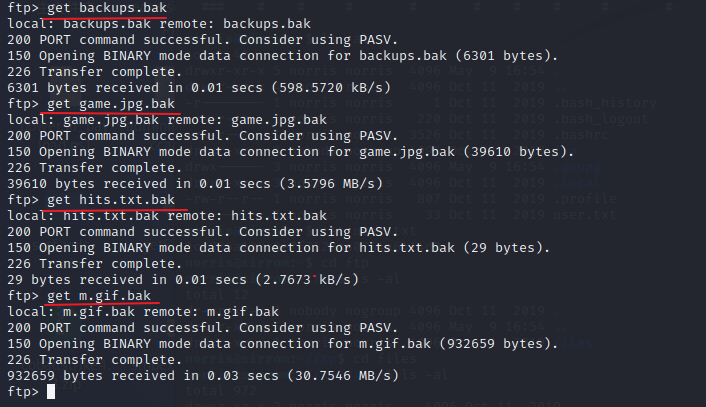 ftp> get backups.bak
local: backups.bak remote: backups.bak
200 PORT command successful. Consider using PASV.
150 Opening BINARY mode data connection for backups.bak (6301 bytes).
226 Transfer complete.
6301 bytes received in 0.01 secs (598.5720 kB/s)
ftp> get game.jpg.bak
local: game.jpg.bak remote: game.jpg.bak
200 PORT command successful. Consider using PASV.
150 Opening BINARY mode data connection for game.jpg.bak (39610 bytes).
226 Transfer complete.
39610 bytes received in 0.01 secs (3.5796 MB/s)
ftp> get hits.txt.bak
local: hits.txt.bak remote: hits.txt.bak
200 PORT command successful. Consider using PASV.
150 Opening BINARY mode data connection for hits.txt.bak (29 bytes).
226 Transfer complete.
29 bytes received in 0.01 secs (2.7673 kB/s)
ftp> get m.gif.bak
local: m.gif.bak remote: m.gif.bak
200 PORT command successful. Consider using PASV.
150 Opening BINARY mode data connection for m.gif.bak (932659 bytes).
226 Transfer complete.
932659 bytes received in 0.03 secs (30.7546 MB/s)
ftp>